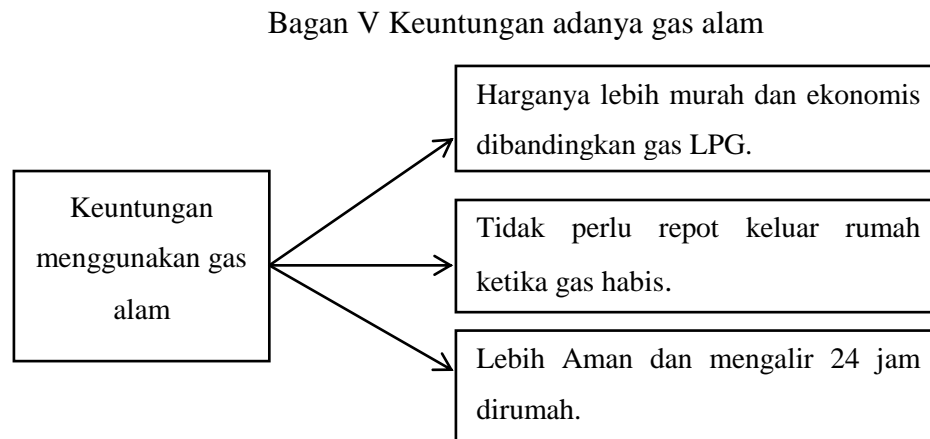 Bagan V Keuntungan adanya gas alam
Harganya lebih murah dan ekonomis
dibandingkan gas LPG.
Keuntungan
menggunakan gas
alam
Tidak perlu repot keluar rumah
ketika gas habis.
Lebih Aman dan mengalir 24 jam
dirumah.